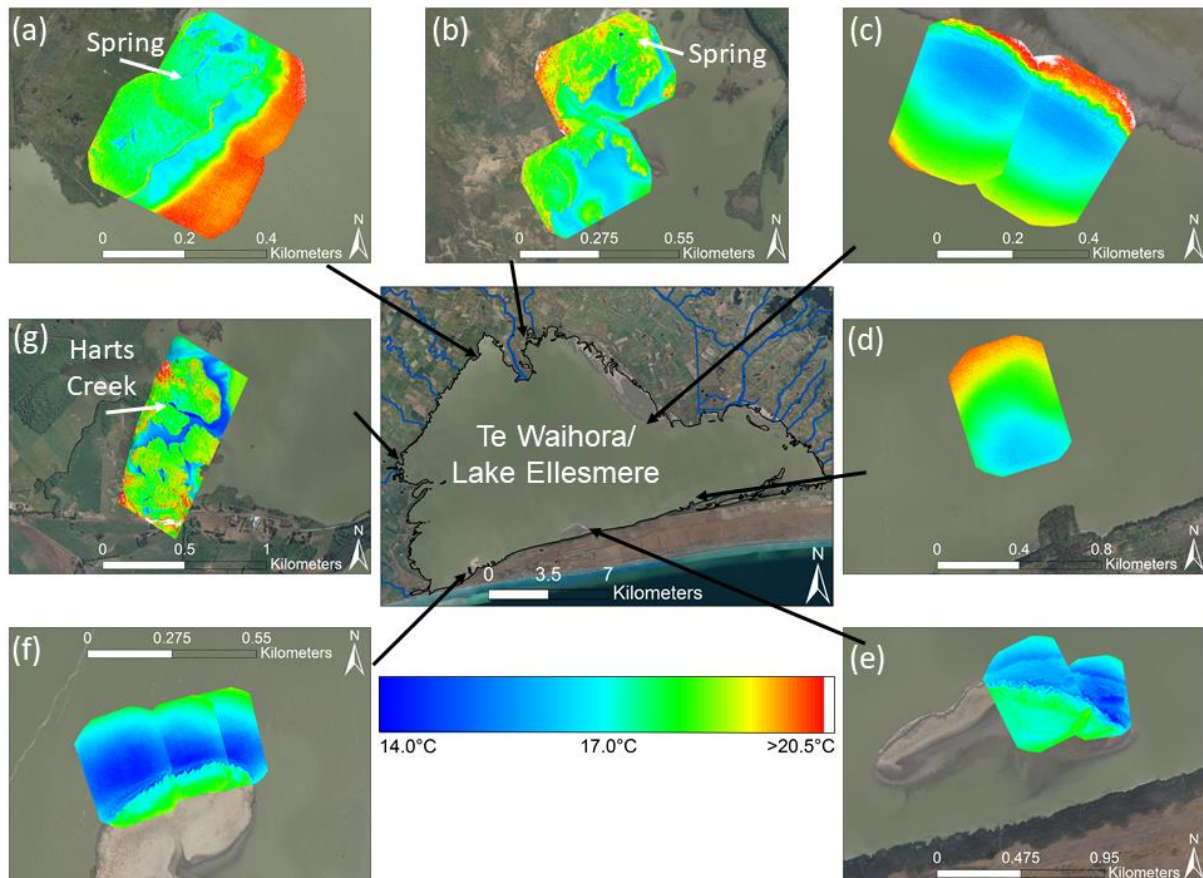 (a)
Spring
N
0 0.2 0.4
Kilometers
(b)
Spring
N
0 0.275 0.55
Kilometers
(c)
N
0 0.2 0.4
Kilometers
(g)
Harts
Creek
N
0 0.5 1
Kilometers
Te Waihora/
Lake Ellesmere
N
0 3.5 7
Kilometers
(d)
N
0 0.4 0.8
Kilometers
(f)
0 0.275 0.55
Kilometers
N
14.0°C 17.0°C >20.5°C
(e)
N
0 0.475 0.95
Kilometers